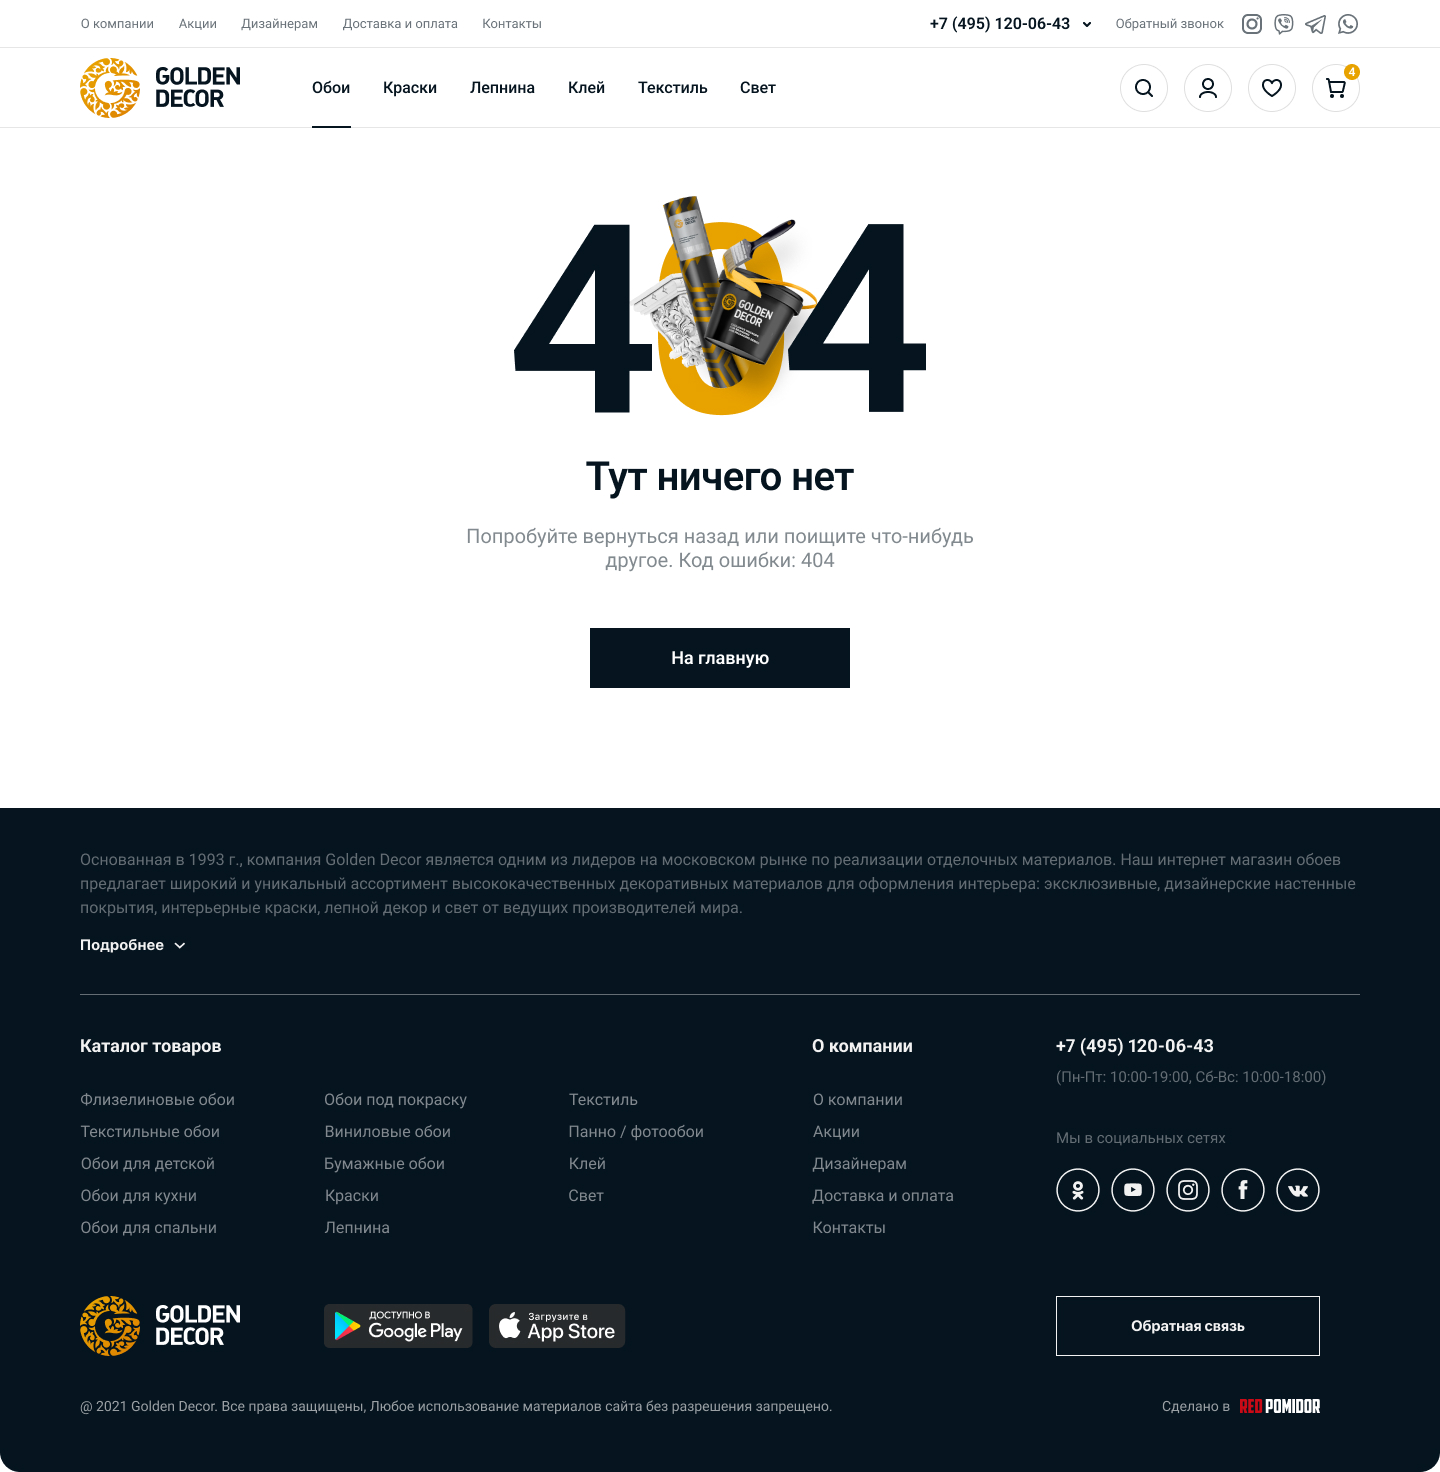 О компании Акции Дизайнерам Доставка и оплата Контакты +7 (495) 120-06-43 Обратный звонок
GOLDEN
DECOR
Обои Краски Лепнина Клей Текстиль Свет
4
404
GOLDEN
DECOR
Тут ничего нет
Попробуйте вернуться назад или поищите что-нибудь
другое. Код ошибки: 404
На главную
Основанная в 1993 г., компания Golden Decor является одним из лидеров на московском рынке по реализации отделочных материалов. Наш интернет магазин обоев
предлагает широкий и уникальный ассортимент высококачественных декоративных материалов для оформления интерьера: эксклюзивные, дизайнерские настенные
покрытия, интерьерные краски, лепной декор и свет от ведущих производителей мира.
Подробнее
Каталог товаров
Флизелиновые обои
Текстильные обои
Обои для детской
Обои для кухни
Обои для спальни
Обои под покраску
Виниловые обои
Бумажные обои
Краски
Лепнина
Текстиль
Панно / фотообои
Клей
Свет
О компании
О компании
Акции
Дизайнерам
Доставка и оплата
Контакты
+7 (495) 120-06-43
(Пн-Пт: 10:00-19:00, Сб-Вс: 10:00-18:00)
Мы в социальных сетях
GOLDEN
DECOR
ДОСТУПНО В
Google Play
Загрузите в
App Store
Обратная связь
@ 2021 Golden Decor. Все права защищены, Любое использование материалов сайта без разрешения запрещено.
Сделано в REDPOMIDOR